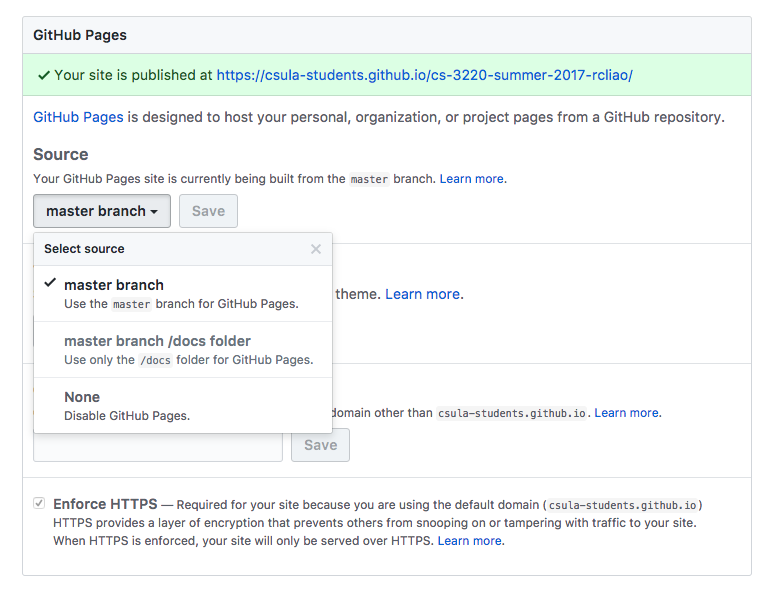 GitHub Pages
Your site is published at https://csula-students.github.io/cs-3220-summer-2017-rcliao/
GitHub Pages is designed to host your personal, organization, or project pages from a GitHub repository.
Source
Your GitHub Pages site is currently being built from the master branch. Learn more.
master branch
Save
Select source
master branch
Use the master branch for GitHub Pages.
theme. Learn more.
master branch /docs folder
Use only the /docs folder for GitHub Pages.
None
Disable GitHub Pages.
domain other than csula-students.github.io. Learn more.
Save
Enforce HTTPS — Required for your site because you are using the default domain (csula-students.github.io)
HTTPS provides a layer of encryption that prevents others from snooping on or tampering with traffic to your site.
When HTTPS is enforced, your site will only be served over HTTPS. Learn more.